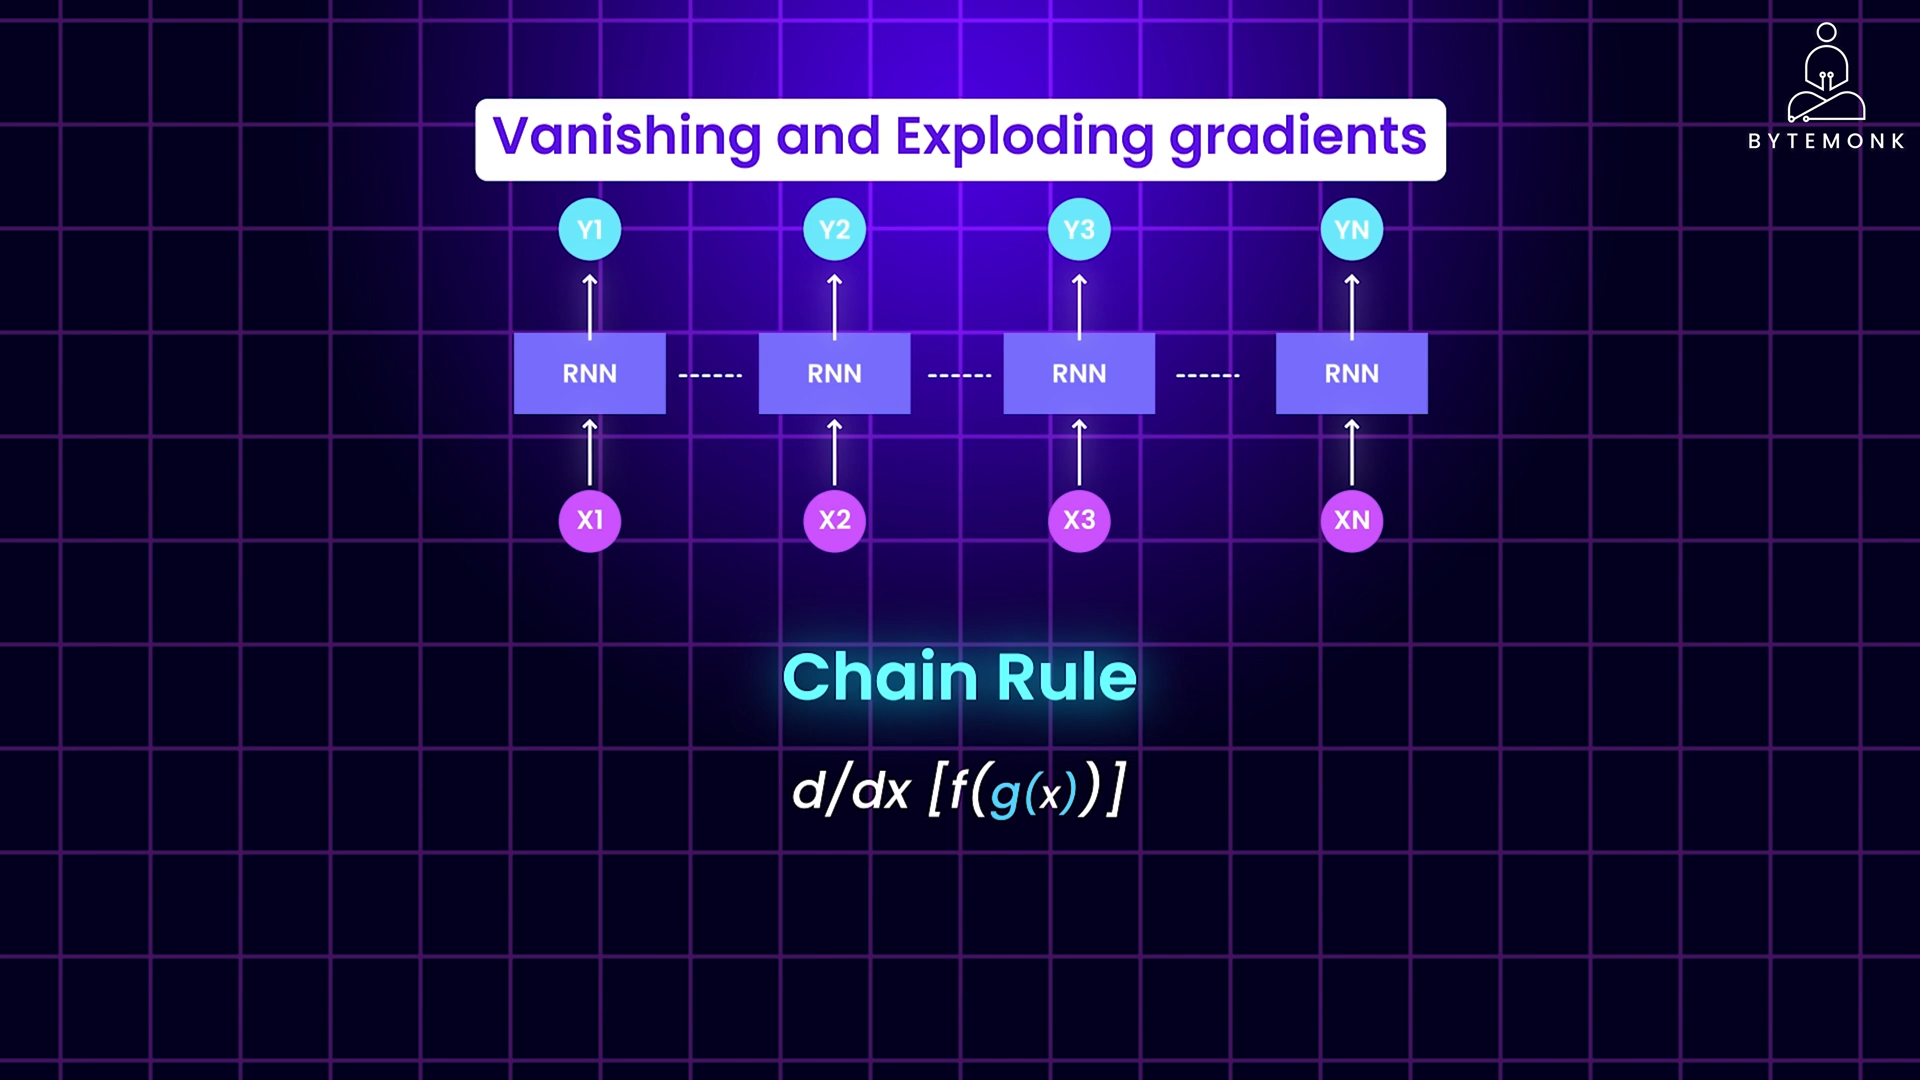 BYTEMONK
Vanishing and Exploding gradients
Y1 Y2 Y3 YN
RNN RNN RNN RNN
X1 X2 X3 XN
Chain Rule
d/dx [f(g(x))]